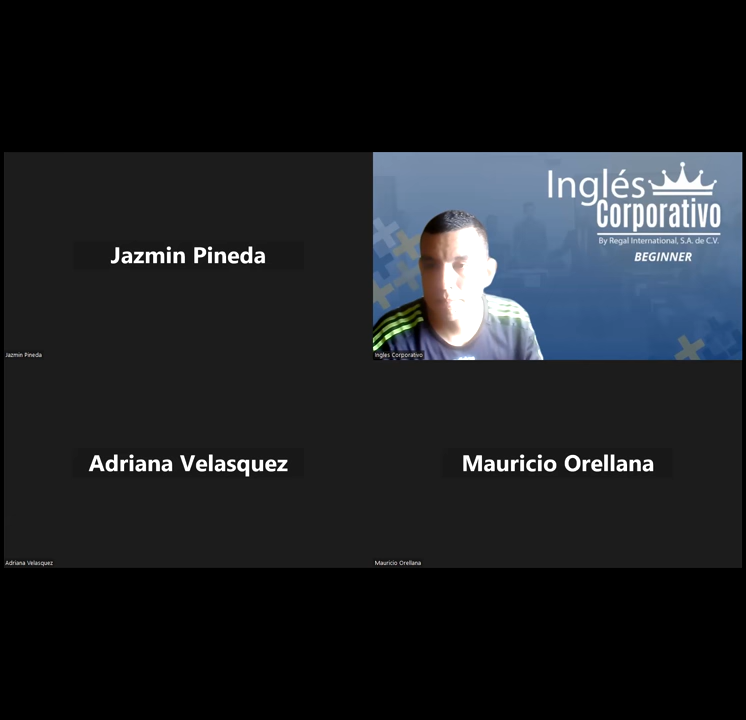 Jazmin Pineda
Jazmin Pineda
Inglés
Corporativo
By Regal International, S.A. de C.V.
BEGINNER
Ingles Corporativo
Adriana Velasquez
Adriana Velasquez
Mauricio Orellana
Mauricio Orellana